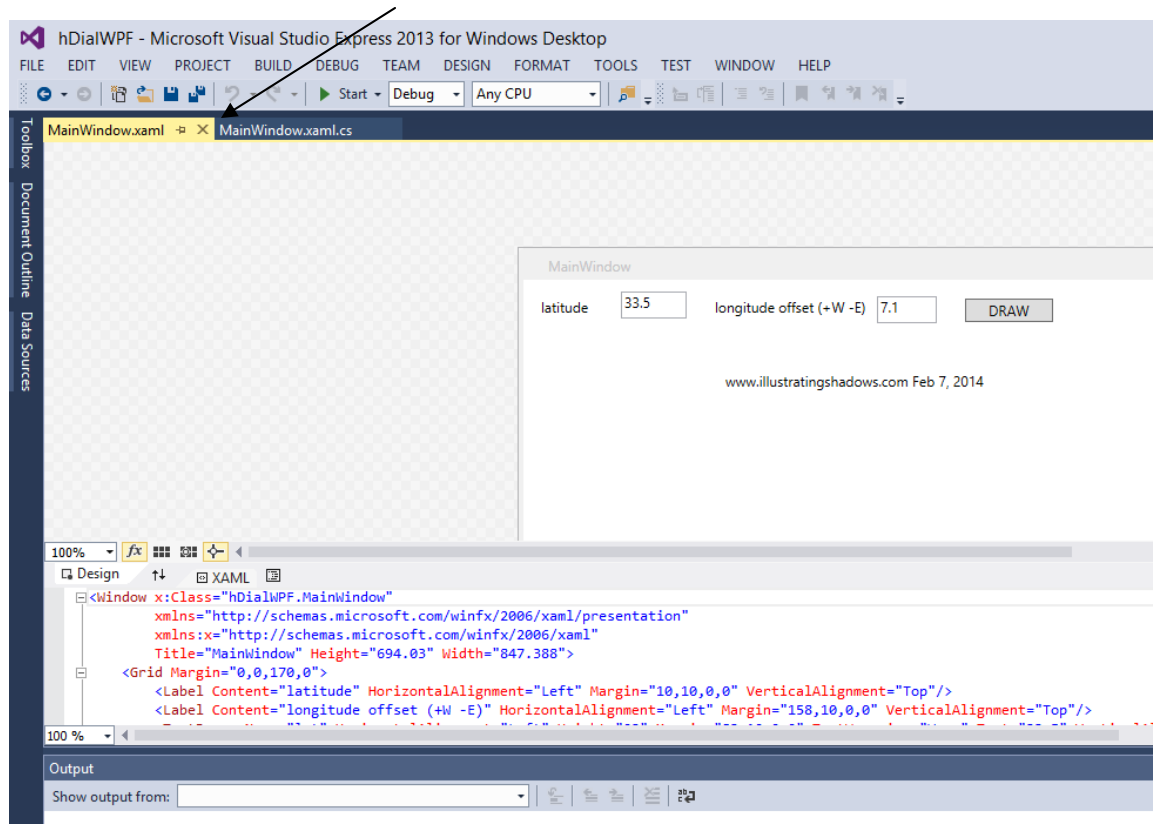 hDialWPF - Microsoft Visual Studio Express 2013 for Windows Desktop
FILE EDIT VIEW PROJECT BUILD DEBUG TEAM DESIGN FORMAT TOOLS TEST WINDOW HELP
Start Debug Any CPU
Toolbox
Document Outline
Data Sources
MainWindow.xaml MainWindow.xaml.cs
MainWindow
latitude 33.5 longitude offset (+W -E) 7.1 DRAW
www.illustratingshadows.com Feb 7, 2014
100% fx
Design XAML
<Window x:Class="hDialWPF.MainWindow"
xmlns="http://schemas.microsoft.com/winfx/2006/xaml/presentation"
xmlns:x="http://schemas.microsoft.com/winfx/2006/xaml"
Title="MainWindow" Height="694.03" Width="847.388">
<Grid Margin="0,0,170,0">
<Label Content="latitude" HorizontalAlignment="Left" Margin="10,10,0,0" VerticalAlignment="Top"/>
<Label Content="longitude offset (+W -E)" HorizontalAlignment="Left" Margin="158,10,0,0" VerticalAlignment="Top"/>
100 %
Output
Show output from: